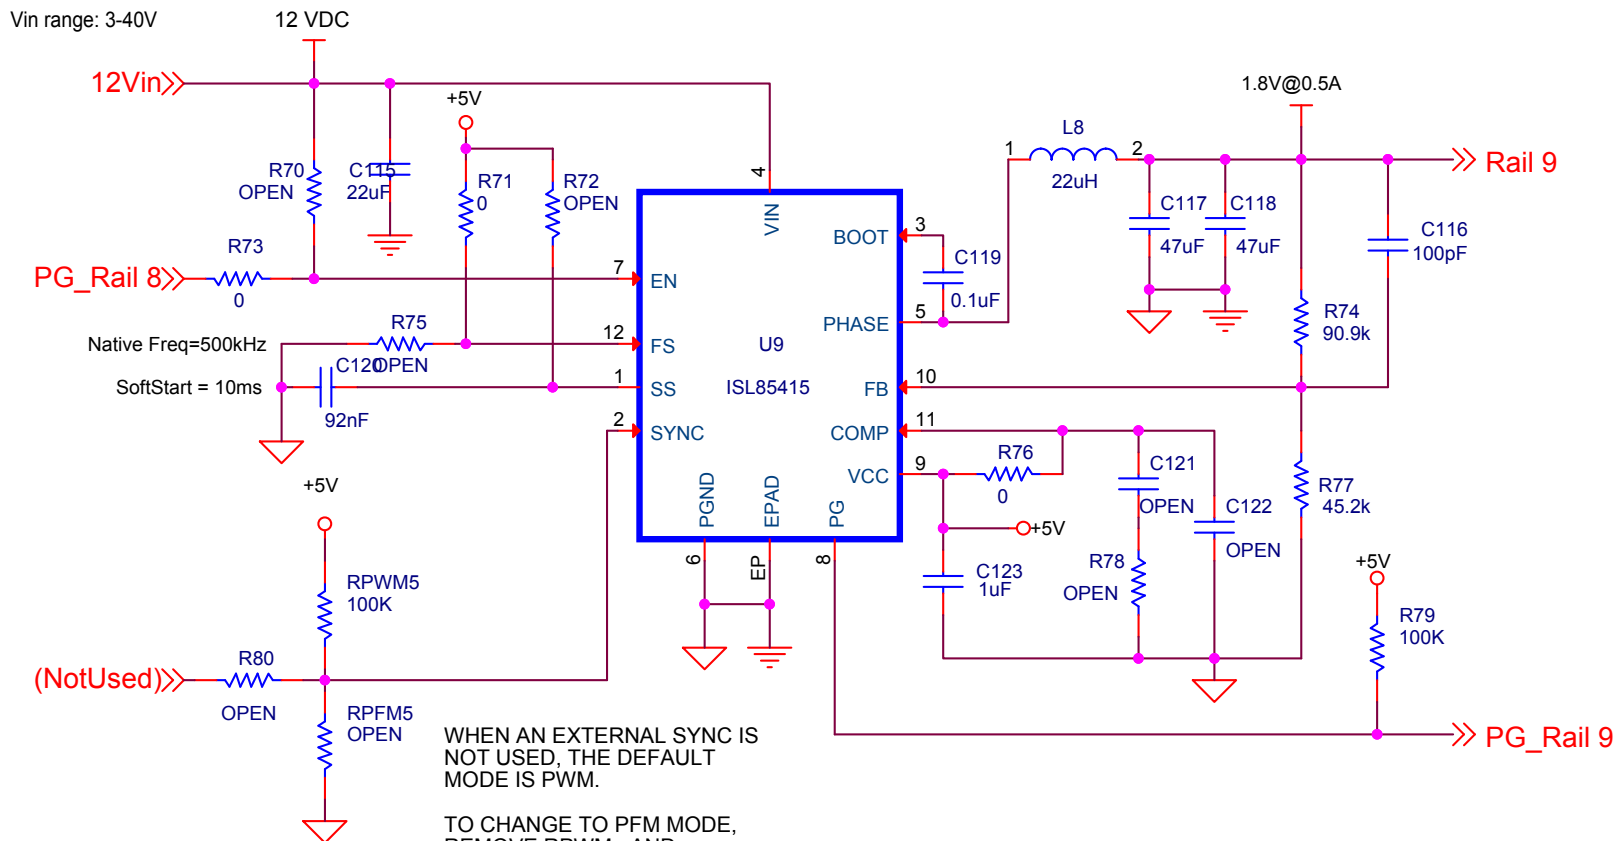 Vin range: 3-40V
12 VDC
12Vin
+5V
1.8V@0.5A
R70
OPEN
C115
22uF
R71
0
R72
OPEN
4
VIN
1
L8
2
22uH
Rail 9
C117
47uF
C118
47uF
C116
100pF
R73
0
PG_Rail 8
7
EN
BOOT
3
C119
0.1uF
PHASE
5
R74
90.9k
Native Freq=500kHz
R75
OPEN
12
FS
U9
ISL85415
SoftStart = 10ms
C120
92nF
1
SS
FB
10
2
SYNC
COMP
11
VCC
9
R76
0
C121
OPEN
C122
OPEN
R77
45.2k
+5V
PGND
EPAD
PG
6
EP
8
+5V
C123
1uF
R78
OPEN
+5V
R79
100K
RPWM5
100K
(NotUsed)
R80
OPEN
RPFM5
OPEN
PG_Rail 9
WHEN AN EXTERNAL SYNC IS
NOT USED, THE DEFAULT
MODE IS PWM.
TO CHANGE TO PFM MODE,